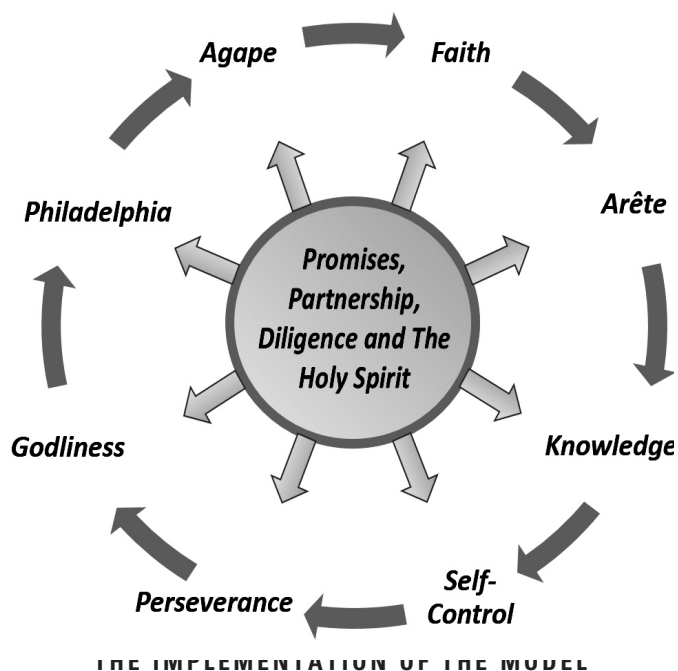 Agape
Faith
Arête
Knowledge
Self-
Control
Perseverance
Godliness
Philadelphia
Promises,
Partnership,
Diligence and The
Holy Spirit
THE IMPLEMENTATION OF THE MODEL